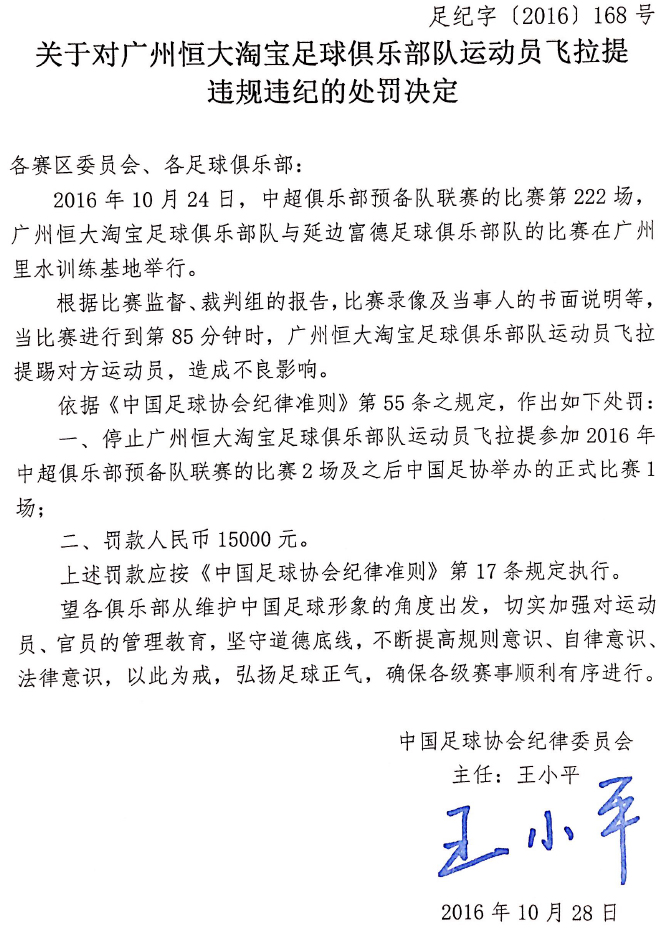 足纪字〔2016〕168 号
关于对广州恒大淘宝足球俱乐部队运动员飞拉提
违规违纪的处罚决定
各赛区委员会、各足球俱乐部：
2016 年 10 月 24 日，中超俱乐部预备队联赛的比赛第 222 场，
广州恒大淘宝足球俱乐部队与延边富德足球俱乐部队的比赛在广州
里水训练基地举行。
根据比赛监督、裁判组的报告，比赛录像及当事人的书面说明等，
当比赛进行到第 85 分钟时，广州恒大淘宝足球俱乐部队运动员飞拉
提踢对方运动员，造成不良影响。
依据《中国足球协会纪律准则》第 55 条之规定，作出如下处罚：
一、停止广州恒大淘宝足球俱乐部队运动员飞拉提参加 2016 年
中超俱乐部预备队联赛的比赛 2 场及之后中国足协举办的正式比赛 1
场；
二、罚款人民币 15000 元。
上述罚款应按《中国足球协会纪律准则》第 17 条规定执行。
望各俱乐部从维护中国足球形象的角度出发，切实加强对运动
员、官员的管理教育，坚守道德底线，不断提高规则意识、自律意识、
法律意识，以此为戒，弘扬足球正气，确保各级赛事顺利有序进行。
中国足球协会纪律委员会
主任：王小平
王小平
2016 年 10 月 28 日